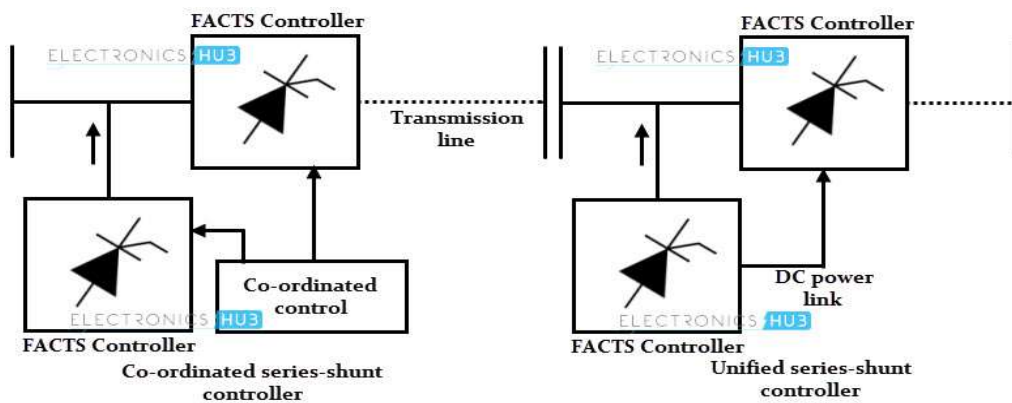 FACTS Controller
FACTS Controller
ELECTRONICS HUB
ELECTRONICS HUB
Transmission
line
Co-ordinated
control
DC power
link
ELECTRONICS HUB
ELECTRONICS HUB
FACTS Controller
FACTS Controller
Co-ordinated series-shunt
controller
Unified series-shunt
controller